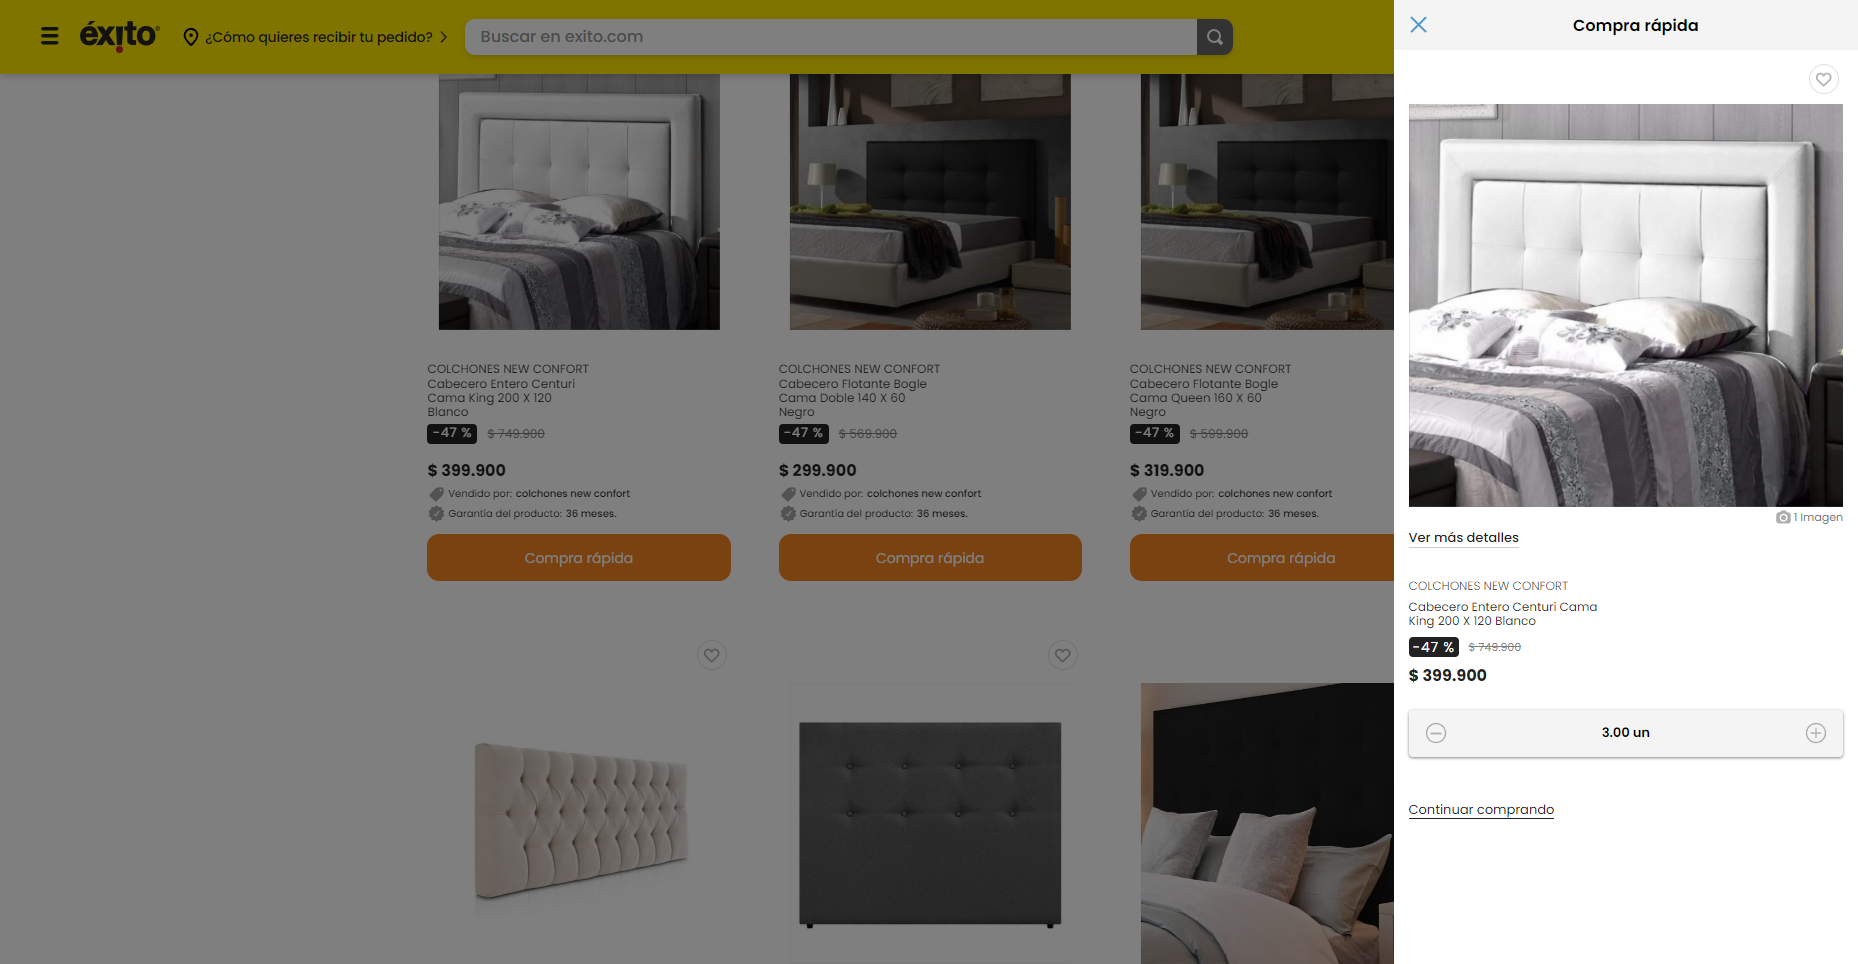 éxito
¿Cómo quieres recibir tu pedido?
Buscar en exito.com
COLCHONES NEW CONFORT
Cabecero Entero Centuri
Cama King 200 X 120
Blanco
-47 % $ 749.900
$ 399.900
Vendido por: colchones new confort
Garantía del producto: 36 meses.
Compra rápida
COLCHONES NEW CONFORT
Cabecero Flotante Bogle
Cama Doble 140 X 60
Negro
-47 % $ 569.900
$ 299.900
Vendido por: colchones new confort
Garantía del producto: 36 meses.
Compra rápida
COLCHONES NEW CONFORT
Cabecero Flotante Bogle
Cama Queen 160 X 60
Negro
-47 % $ 599.900
$ 319.900
Vendido por: colchones new confort
Garantía del producto: 36 meses.
Compra rápida
Compra rápida
1 Imagen
Ver más detalles
COLCHONES NEW CONFORT
Cabecero Entero Centuri Cama
King 200 X 120 Blanco
-47 % $ 749.900
$ 399.900
3.00 un
Continuar comprando